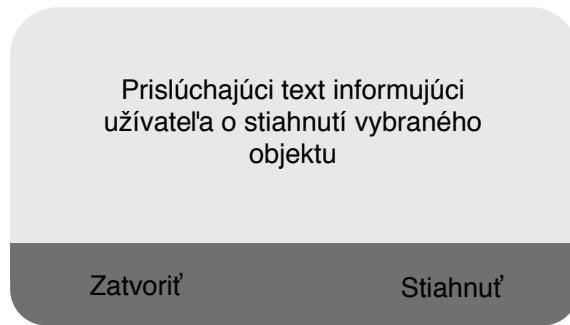 Prislúchajúci text informujúci
užívateľa o stiahnutí vybraného
objektu
Zatvoriť
Stiahnuť